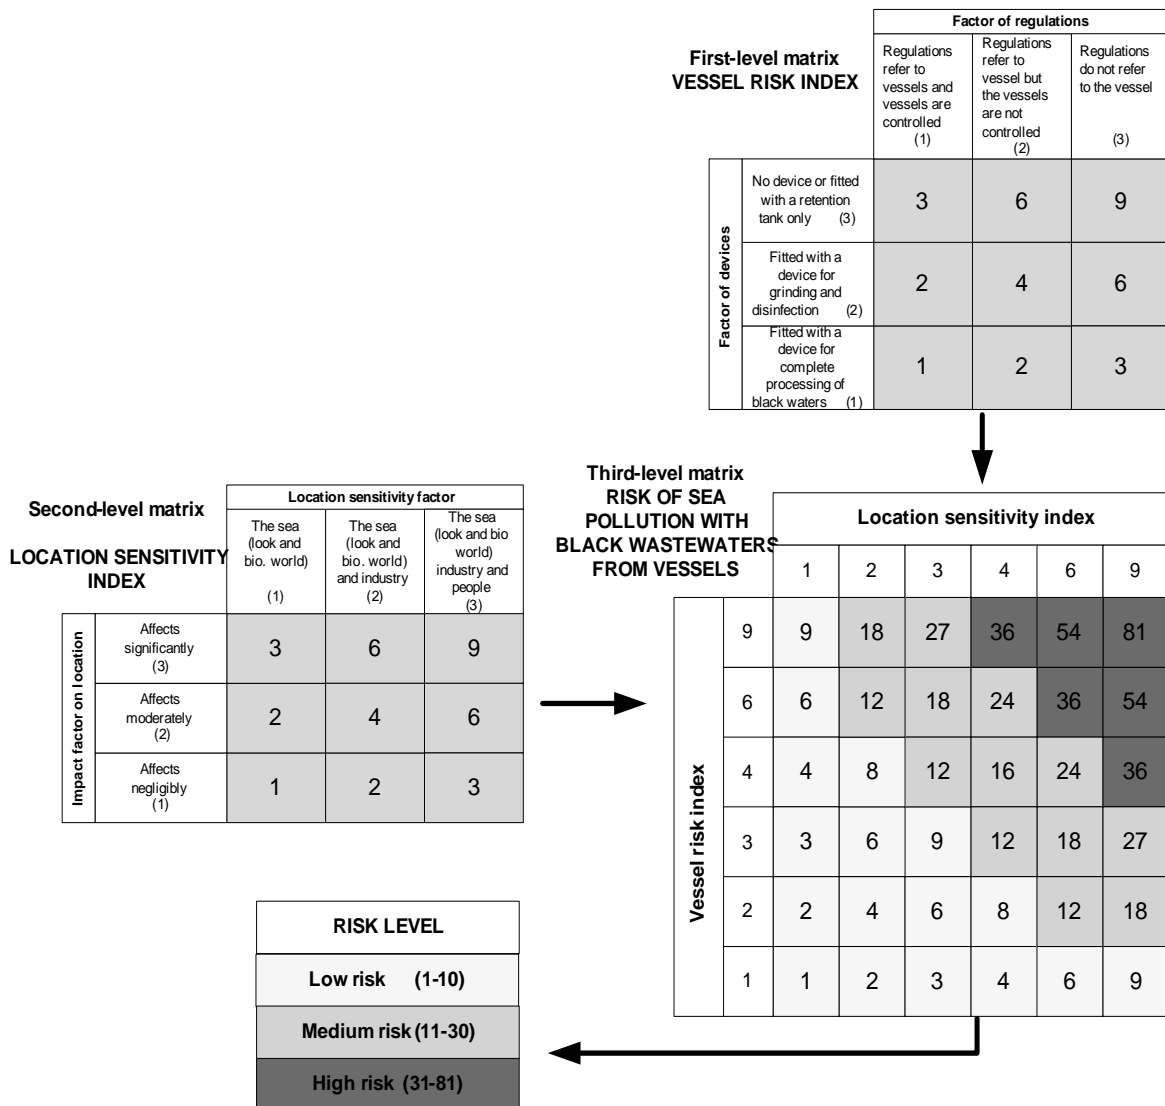 Factor of regulations
First-level matrix
VESSEL RISK INDEX
Regulations
refer to
vessels and
vessels are
controlled
(1)
Regulations
refer to
vessel but
the vessels
are not
controlled
(2)
Regulations
do not refer
to the vessel
(3)
Factor of devices
No device or fitted
with a retention
tank only (3)
3 6 9
Fitted with a
device for
grinding and
disinfection (2)
2 4 6
Fitted with a
device for
complete
processing of
black waters (1)
1 2 3
Second-level matrix
LOCATION SENSITIVITY
INDEX
Location sensitivity factor
The sea
(look and
bio. world)
(1)
The sea
(look and
bio. world)
and industry
(2)
The sea
(look and bio
world)
industry and
people
(3)
Impact factor on location
Affects
significantly
(3)
3 6 9
Affects
moderately
(2)
2 4 6
Affects
negligibly
(1)
1 2 3
Third-level matrix
RISK OF SEA
POLLUTION WITH
BLACK WASTEWATERS
FROM VESSELS
Location sensitivity index
1 2 3 4 6 9
Vessel risk index
9 9 18 27 36 54 81
6 6 12 18 24 36 54
4 4 8 12 16 24 36
3 3 6 9 12 18 27
2 2 4 6 8 12 18
1 1 2 3 4 6 9
RISK LEVEL
Low risk (1-10)
Medium risk (11-30)
High risk (31-81)